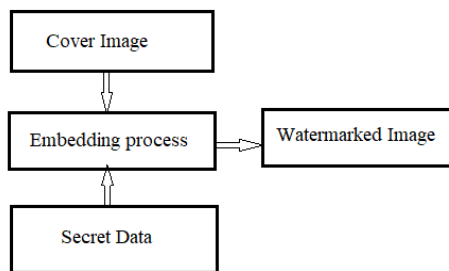 Cover Image
Embedding process
Watermarked Image
Secret Data